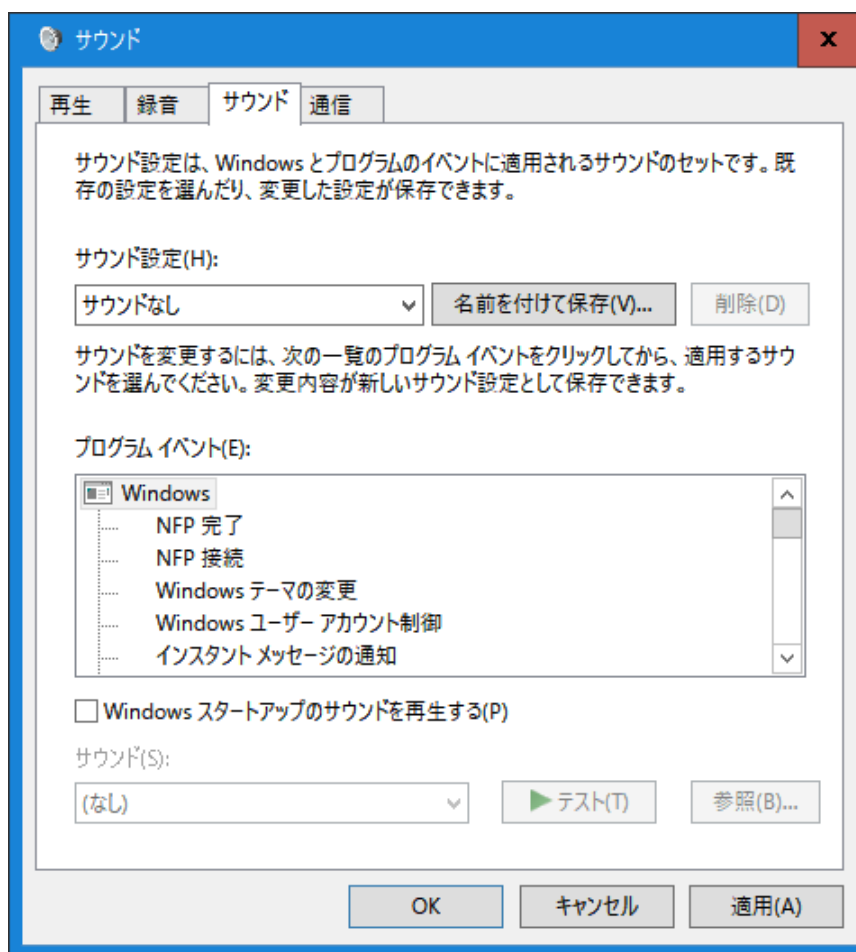 サウンド
再生 録音 サウンド 通信
サウンド設定は、Windows とプログラムのイベントに適用されるサウンドのセットです。既
存の設定を選んだり、変更した設定が保存できます。
サウンド設定(H):
サウンドなし 名前を付けて保存(V)... 削除(D)
サウンドを変更するには、次の一覧のプログラム イベントをクリックしてから、適用するサウ
ンドを選んでください。変更内容が新しいサウンド設定として保存できます。
プログラム イベント(E):
Windows
NFP 完了
NFP 接続
Windows テーマの変更
Windows ユーザー アカウント制御
インスタント メッセージの通知
Windows スタートアップのサウンドを再生する(P)
サウンド(S):
(なし) テスト(T) 参照(B)...
OK キャンセル 適用(A)